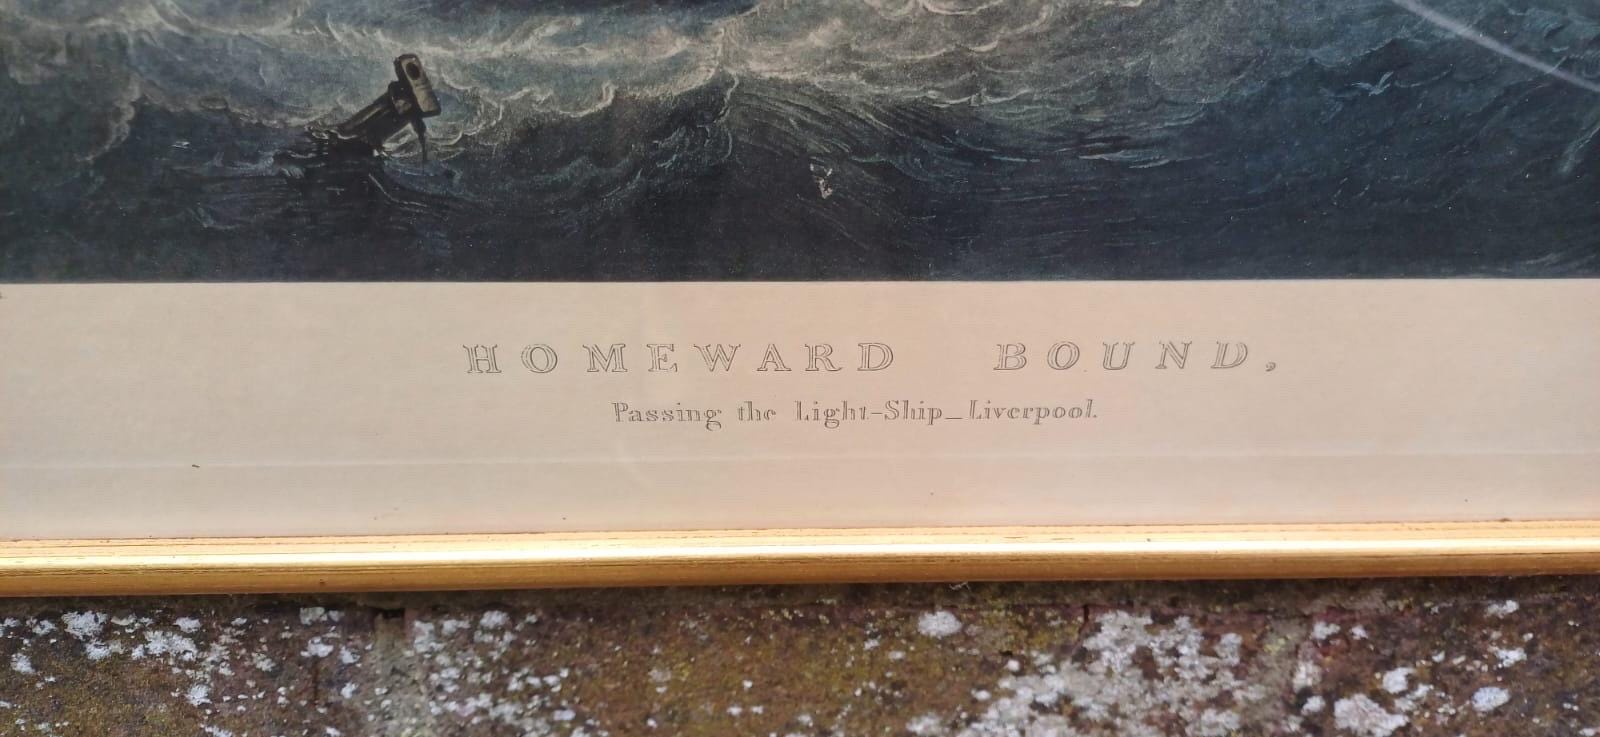 HOMEWARD BOUND,
Passing the Light-Ship_Liverpool.